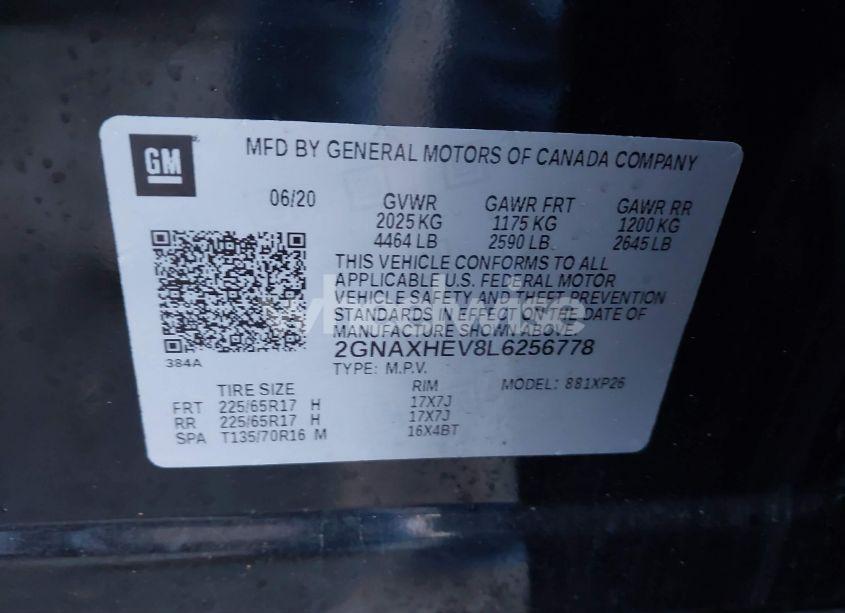 GM
MFD BY GENERAL MOTORS OF CANADA COMPANY
06/20 GVWR GAWR FRT GAWR RR
2025 KG 1175 KG 1200 KG
4464 LB 2590 LB 2645 LB
THIS VEHICLE CONFORMS TO ALL
APPLICABLE U.S. FEDERAL MOTOR
VEHICLE SAFETY AND THEFT PREVENTION
STANDARDS IN EFFECT ON THE DATE OF
MANUFACTURE SHOWN ABOVE.
2GNAXHEV8L6256778
384A
TYPE: M.P.V. MODEL: 881XP26
TIRE SIZE RIM
FRT 225/65R17 H 17X7J
RR 225/65R17 H 17X7J
SPA T135/70R16 M 16X4BT